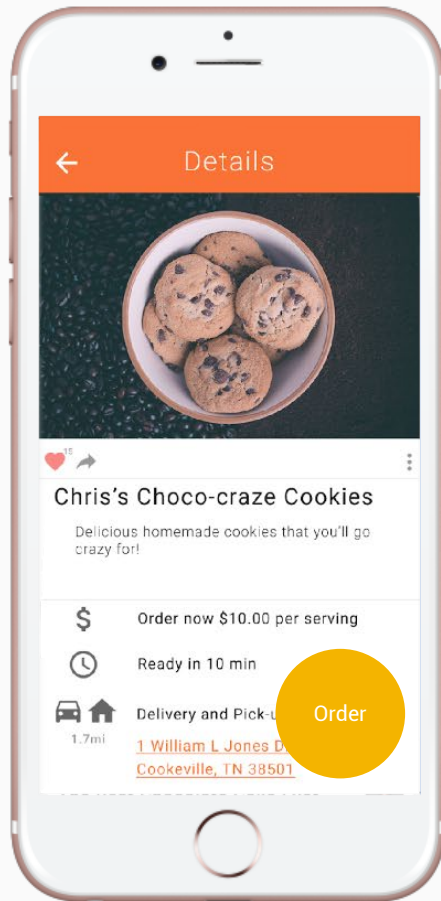 Details
15
Chris's Choco-craze Cookies
Delicious homemade cookies that you'll go
crazy for!
Order now $10.00 per serving
Ready in 10 min
Delivery and Pick-u
Order
1.7mi
1 William L Jones D
Cookeville, TN 38501